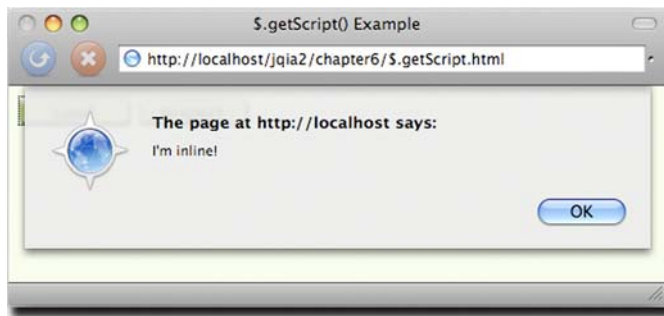 $.getScript() Example
http://localhost/jqia2/chapter6/$.getScript.html
The page at http://localhost says:
I'm inline!
OK